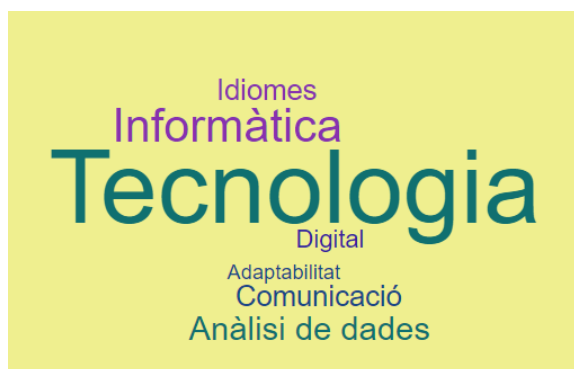 Idiomes
Informàtica
Tecnologia
Digital
Adaptabilitat
Comunicació
Anàlisi de dades